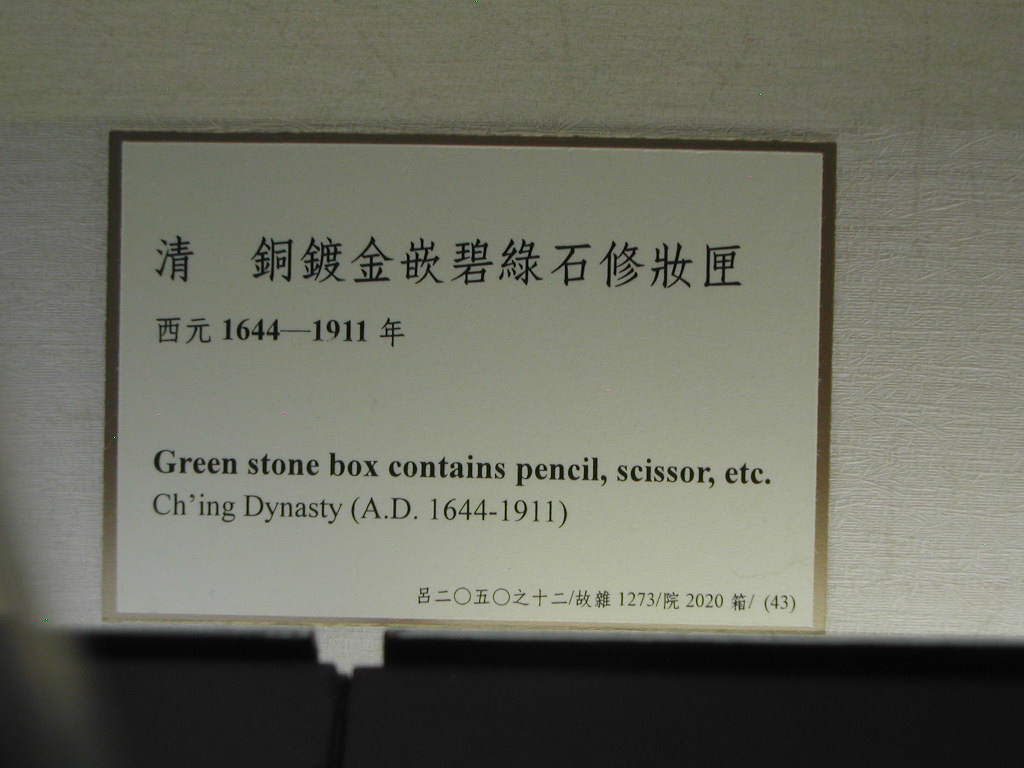 清　銅鍍金嵌碧綠石修妝匣
西元 1644—1911 年
Green stone box contains pencil, scissor, etc.
Ch'ing Dynasty (A.D. 1644-1911)
呂二〇五〇之十二/故雜 1273/院 2020 箱/ (43)